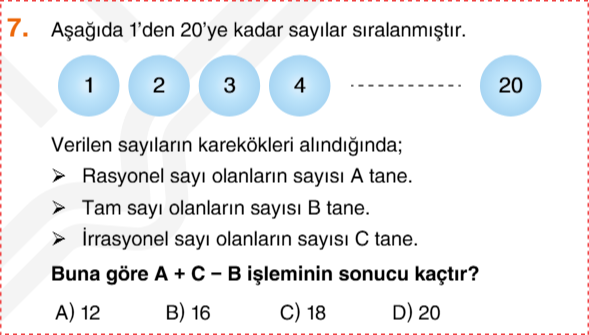 7. Aşağıda 1’den 20’ye kadar sayılar sıralanmıştır.
1 2 3 4 20
Verilen sayıların karekökleri alındığında;
➢ Rasyonel sayı olanların sayısı A tane.
➢ Tam sayı olanların sayısı B tane.
➢ İrrasyonel sayı olanların sayısı C tane.
Buna göre A + C − B işleminin sonucu kaçtır?
A) 12 B) 16 C) 18 D) 20